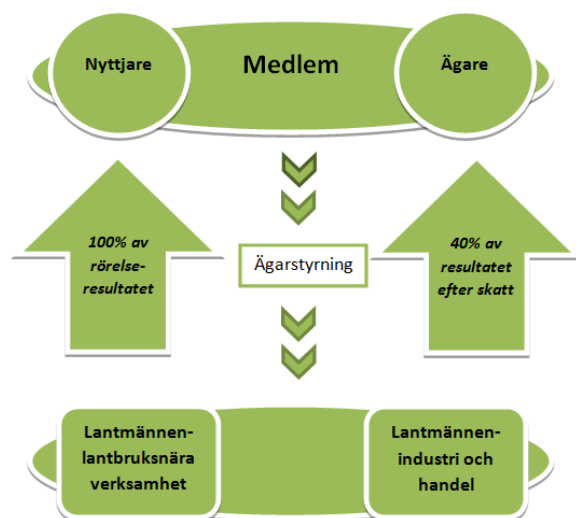 Nyttjare
Medlem
Ägare
100% av
rörelse-
resultatet
Ägarstyrning
40% av
resultatet
efter skatt
Lantmännen-
lantbruksnära
verksamhet
Lantmännen-
industri och
handel